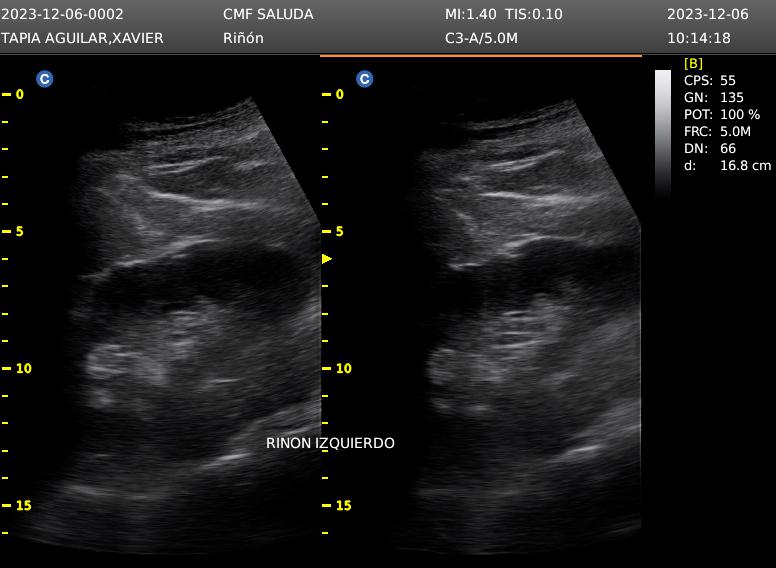 2023-12-06-0002 CMF SALUDA MI:1.40 TIS:0.10 2023-12-06
TAPIA AGUILAR,XAVIER Riñón C3-A/5.0M 10:14:18
[B]
CPS: 55
GN: 135
POT: 100 %
FRC: 5.0M
DN: 66
d: 16.8 cm
C C
0 0
5 5
10 10
RINON IZQUIERDO
15 15